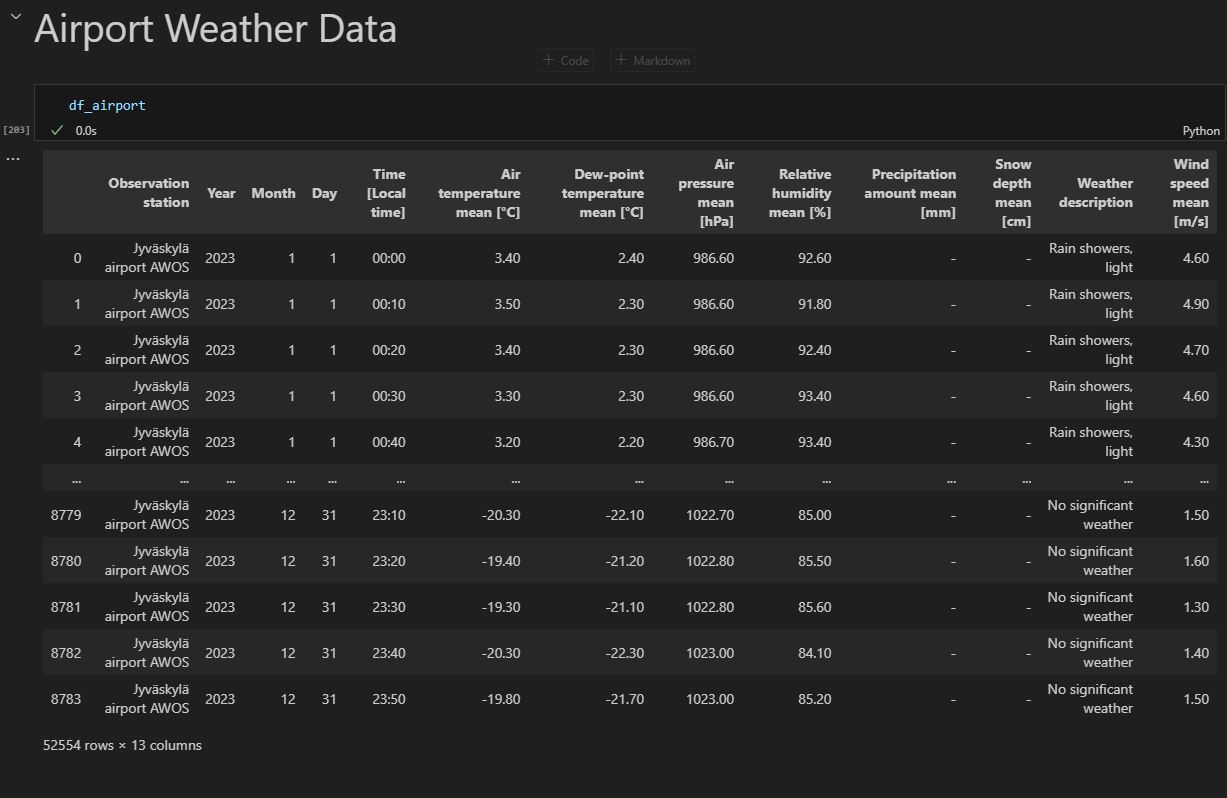 Airport Weather Data
+ Code + Markdown
df_airport
[203] ✓ 0.0s Python
...
Observation station Year Month Day Time [Local time] Air temperature mean [°C] Dew-point temperature mean [°C] Air pressure mean [hPa] Relative humidity mean [%] Precipitation amount mean [mm] Snow depth mean [cm] Weather description Wind speed mean [m/s]
0 Jyväskylä airport AWOS 2023 1 1 00:00 3.40 2.40 986.60 92.60 - - Rain showers, light 4.60
1 Jyväskylä airport AWOS 2023 1 1 00:10 3.50 2.30 986.60 91.80 - - Rain showers, light 4.90
2 Jyväskylä airport AWOS 2023 1 1 00:20 3.40 2.30 986.60 92.40 - - Rain showers, light 4.70
3 Jyväskylä airport AWOS 2023 1 1 00:30 3.30 2.30 986.60 93.40 - - Rain showers, light 4.60
4 Jyväskylä airport AWOS 2023 1 1 00:40 3.20 2.20 986.70 93.40 - - Rain showers, light 4.30
... ... ... ... ... ... ... ... ... ... ... ... ... ...
8779 Jyväskylä airport AWOS 2023 12 31 23:10 -20.30 -22.10 1022.70 85.00 - - No significant weather 1.50
8780 Jyväskylä airport AWOS 2023 12 31 23:20 -19.40 -21.20 1022.80 85.50 - - No significant weather 1.60
8781 Jyväskylä airport AWOS 2023 12 31 23:30 -19.30 -21.10 1022.80 85.60 - - No significant weather 1.30
8782 Jyväskylä airport AWOS 2023 12 31 23:40 -20.30 -22.30 1023.00 84.10 - - No significant weather 1.40
8783 Jyväskylä airport AWOS 2023 12 31 23:50 -19.80 -21.70 1023.00 85.20 - - No significant weather 1.50
52554 rows × 13 columns